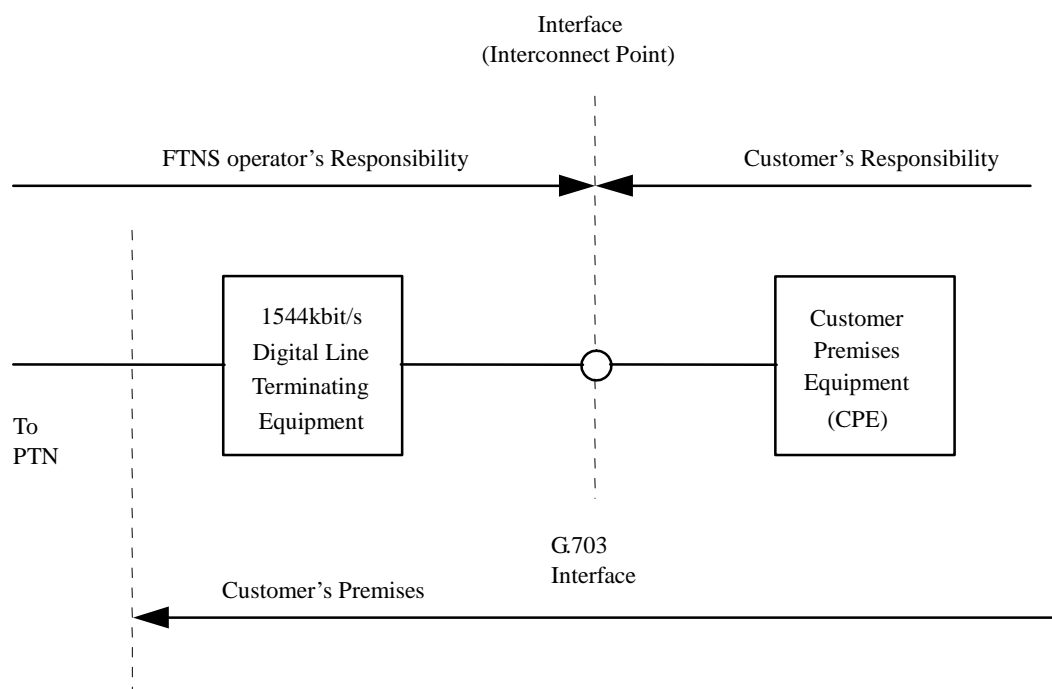 Interface
(Interconnect Point)
FTNS operator’s Responsibility
Customer’s Responsibility
1544kbit/s
Digital Line
Terminating
Equipment
Customer
Premises
Equipment
(CPE)
To
PTN
G.703
Interface
Customer’s Premises